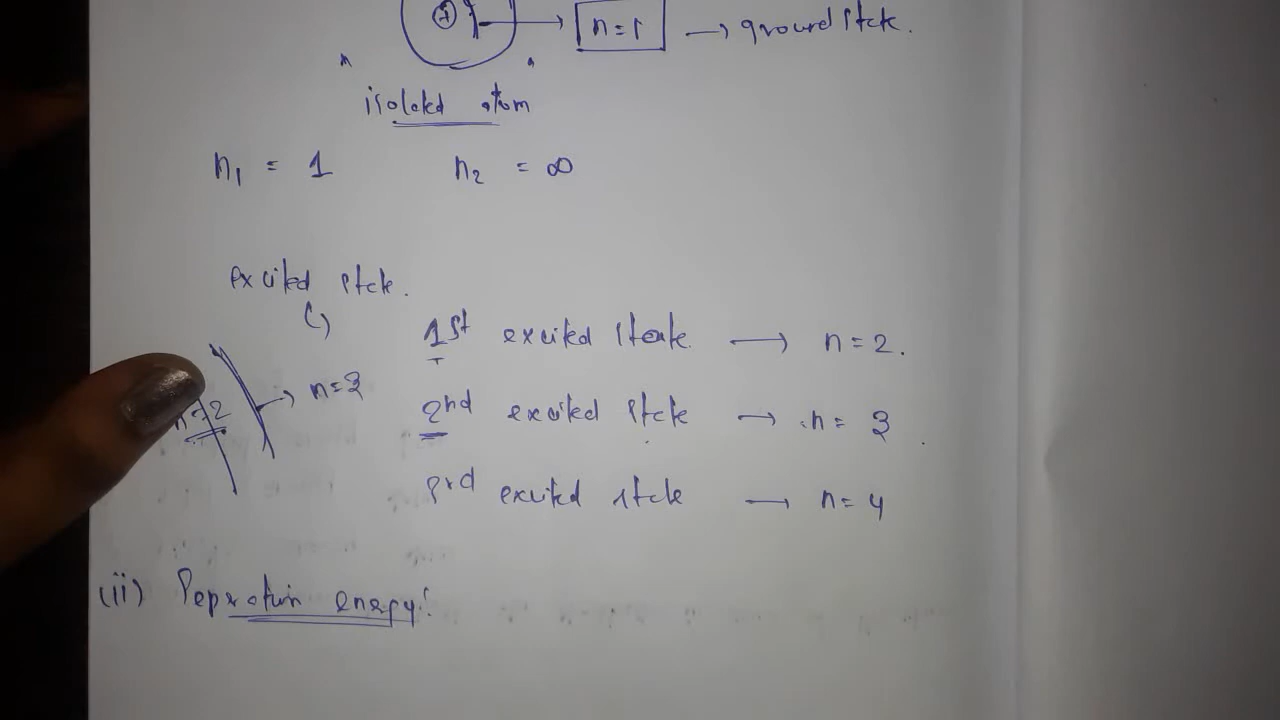 n=1 → ground state.
isolated atom
n₁ = 1 n₂ = ∞
excited state.
1st excited state → n=2.
→ n=3
n=2
2nd excited state → n= 3
3rd excited state → n= 4
(ii) Separation energy: